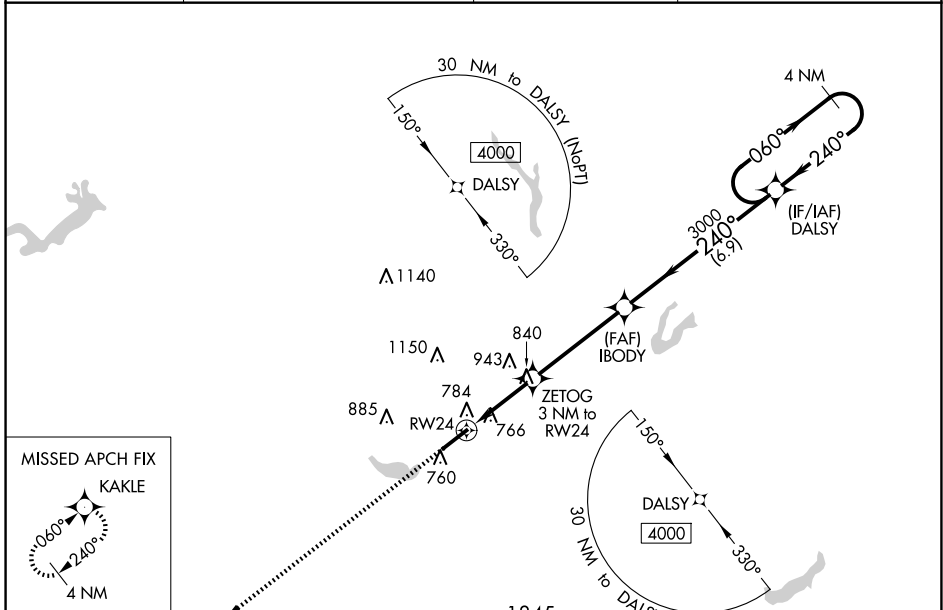 30 NM to DALSY (NoPT)
150°
4000
DALSY
330°
4 NM
060°
240°
(IF/IAF)
DALSY
3000
240°
(6.9)
1140
(FAF)
IBODY
840
1150
943
784
885
RW24
766
ZETOG
3 NM to
RW24
760
MISSED APCH FIX
KAKLE
060°
240°
4 NM
150°
DALSY
4000
330°
30 NM to DALSY